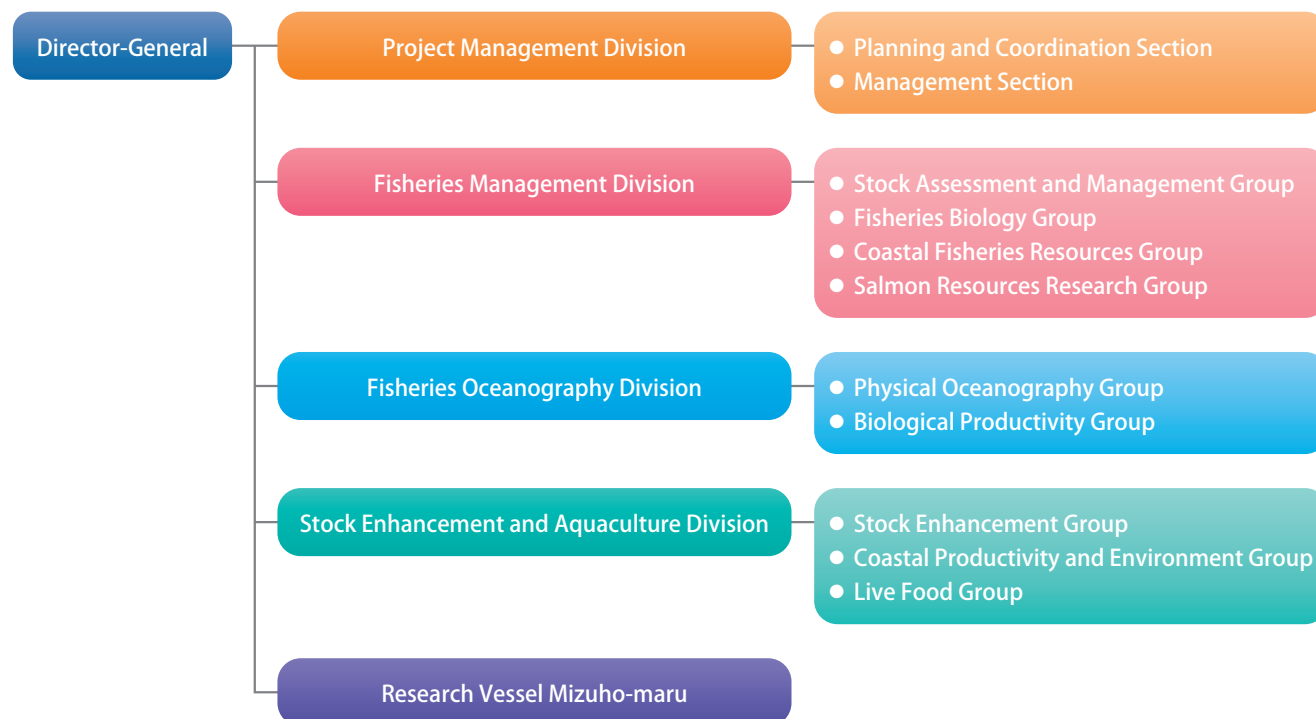 Director-General
Project Management Division
● Planning and Coordination Section
● Management Section
Fisheries Management Division
● Stock Assessment and Management Group
● Fisheries Biology Group
● Coastal Fisheries Resources Group
● Salmon Resources Research Group
Fisheries Oceanography Division
● Physical Oceanography Group
● Biological Productivity Group
Stock Enhancement and Aquaculture Division
● Stock Enhancement Group
● Coastal Productivity and Environment Group
● Live Food Group
Research Vessel Mizuho-maru